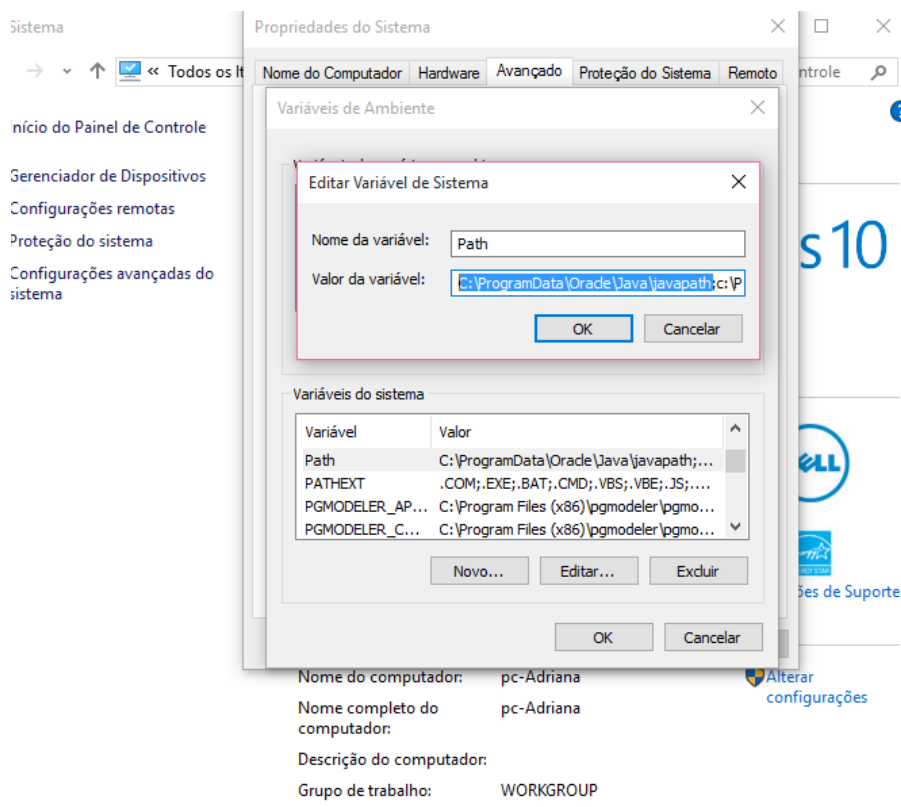 Sistema
Propriedades do Sistema
« Todos os It
ntrole
Nome do Computador Hardware Avançado Proteção do Sistema Remoto
Início do Painel de Controle
Variáveis de Ambiente
Gerenciador de Dispositivos
Configurações remotas
Proteção do sistema
Configurações avançadas do
sistema
Editar Variável de Sistema
Nome da variável: Path
Valor da variável: C:\ProgramData\Oracle\Java\javapath;c:\P
OK Cancelar
s 10
Variáveis do sistema
Variável Valor
Path C:\ProgramData\Oracle\Java\javapath;...
PATHEXT .COM;.EXE;.BAT;.CMD;.VBS;.VBE;.JS;....
PGMODELER_AP... C:\Program Files (x86)\pgmodeler\pgmo...
PGMODELER_C... C:\Program Files (x86)\pgmodeler\pgmo...
Novo... Editar... Excluir
OK Cancelar
ELL
ENERGY STAR
ões de Suporte
Nome do computador: pc-Adriana
Alterar
configurações
Nome completo do
computador: pc-Adriana
Descrição do computador:
Grupo de trabalho: WORKGROUP